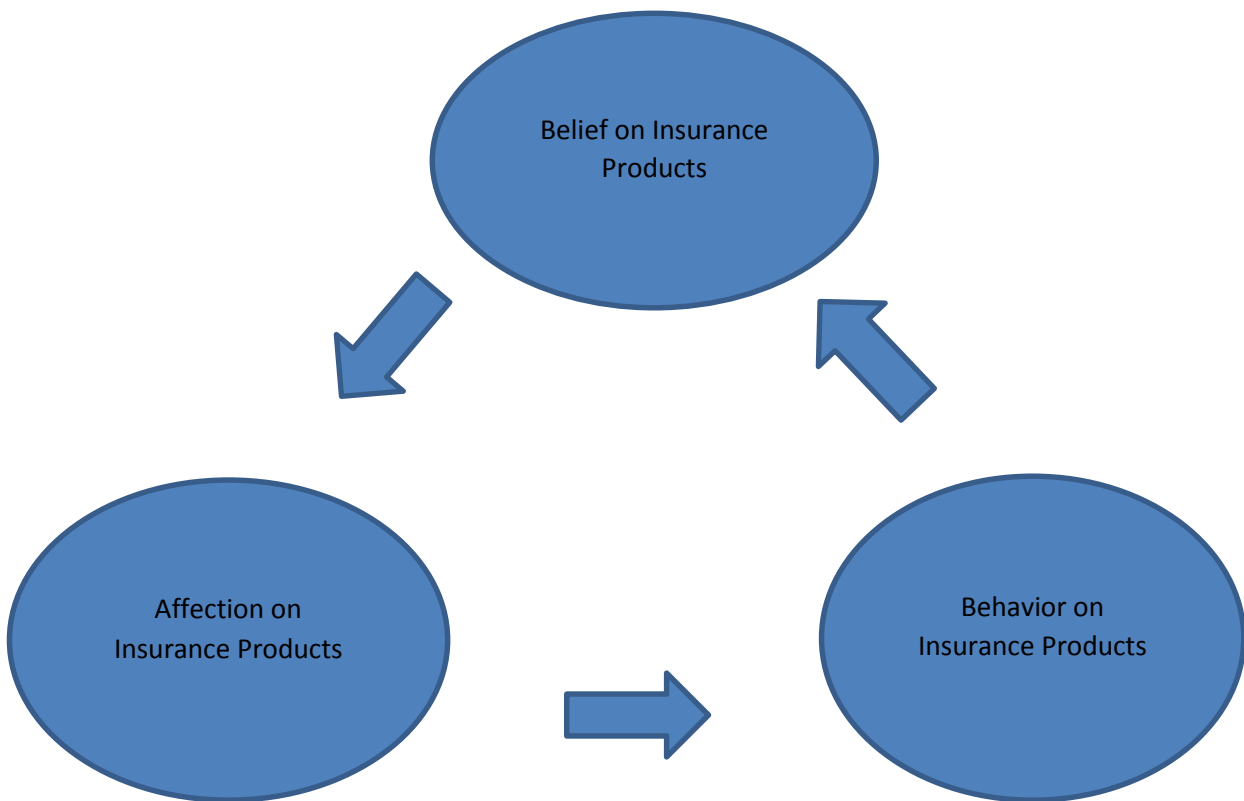 Belief on Insurance
Products
Affection on
Insurance Products
Behavior on
Insurance Products